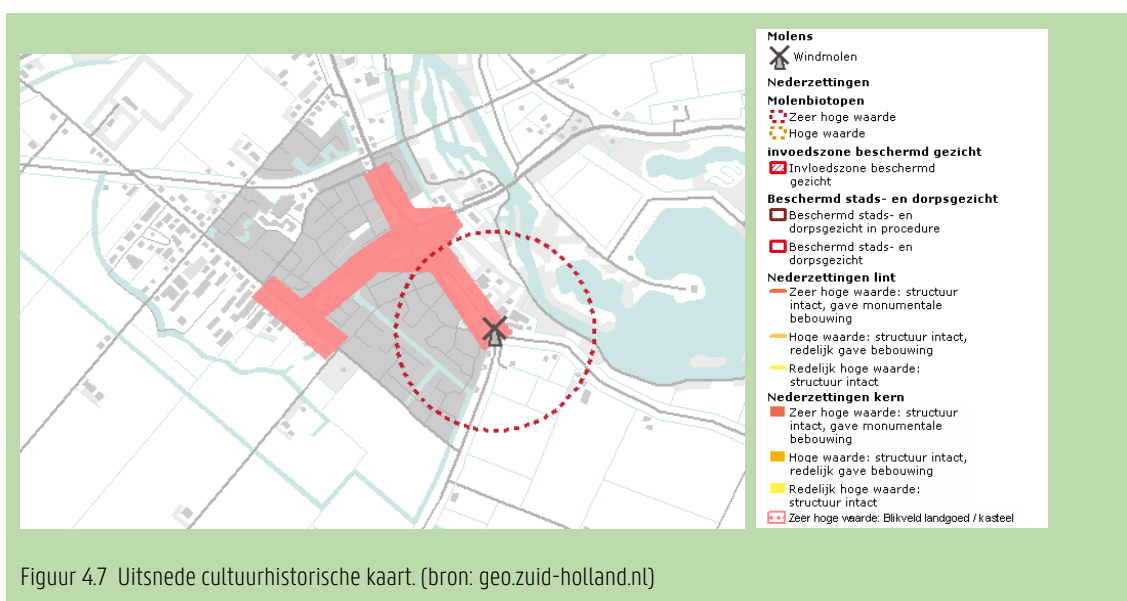 Molens
Windmolen
Nederzettingen
Molenbiotopen
Zeer hoge waarde
Hoge waarde
invoedszone beschermd gezicht
Invloedszone beschermd
gezicht
Beschermd stads- en dorpsgezicht
Beschermd stads- en
dorpsgezicht in procedure
Beschermd stads- en
dorpsgezicht
Nederzettingen lint
Zeer hoge waarde: structuur
intact, gave monumentale
bebouwing
Hoge waarde: structuur intact,
redelijk gave bebouwing
Redelijk hoge waarde:
structuur intact
Nederzettingen kern
Zeer hoge waarde: structuur
intact, gave monumentale
bebouwing
Hoge waarde: structuur intact,
redelijk gave bebouwing
Redelijk hoge waarde:
structuur intact
Zeer hoge waarde: Blikveld landgoed / kasteel
Figuur 4.7 Uitsnede cultuurhistorische kaart. (bron: geo.zuid-holland.nl)